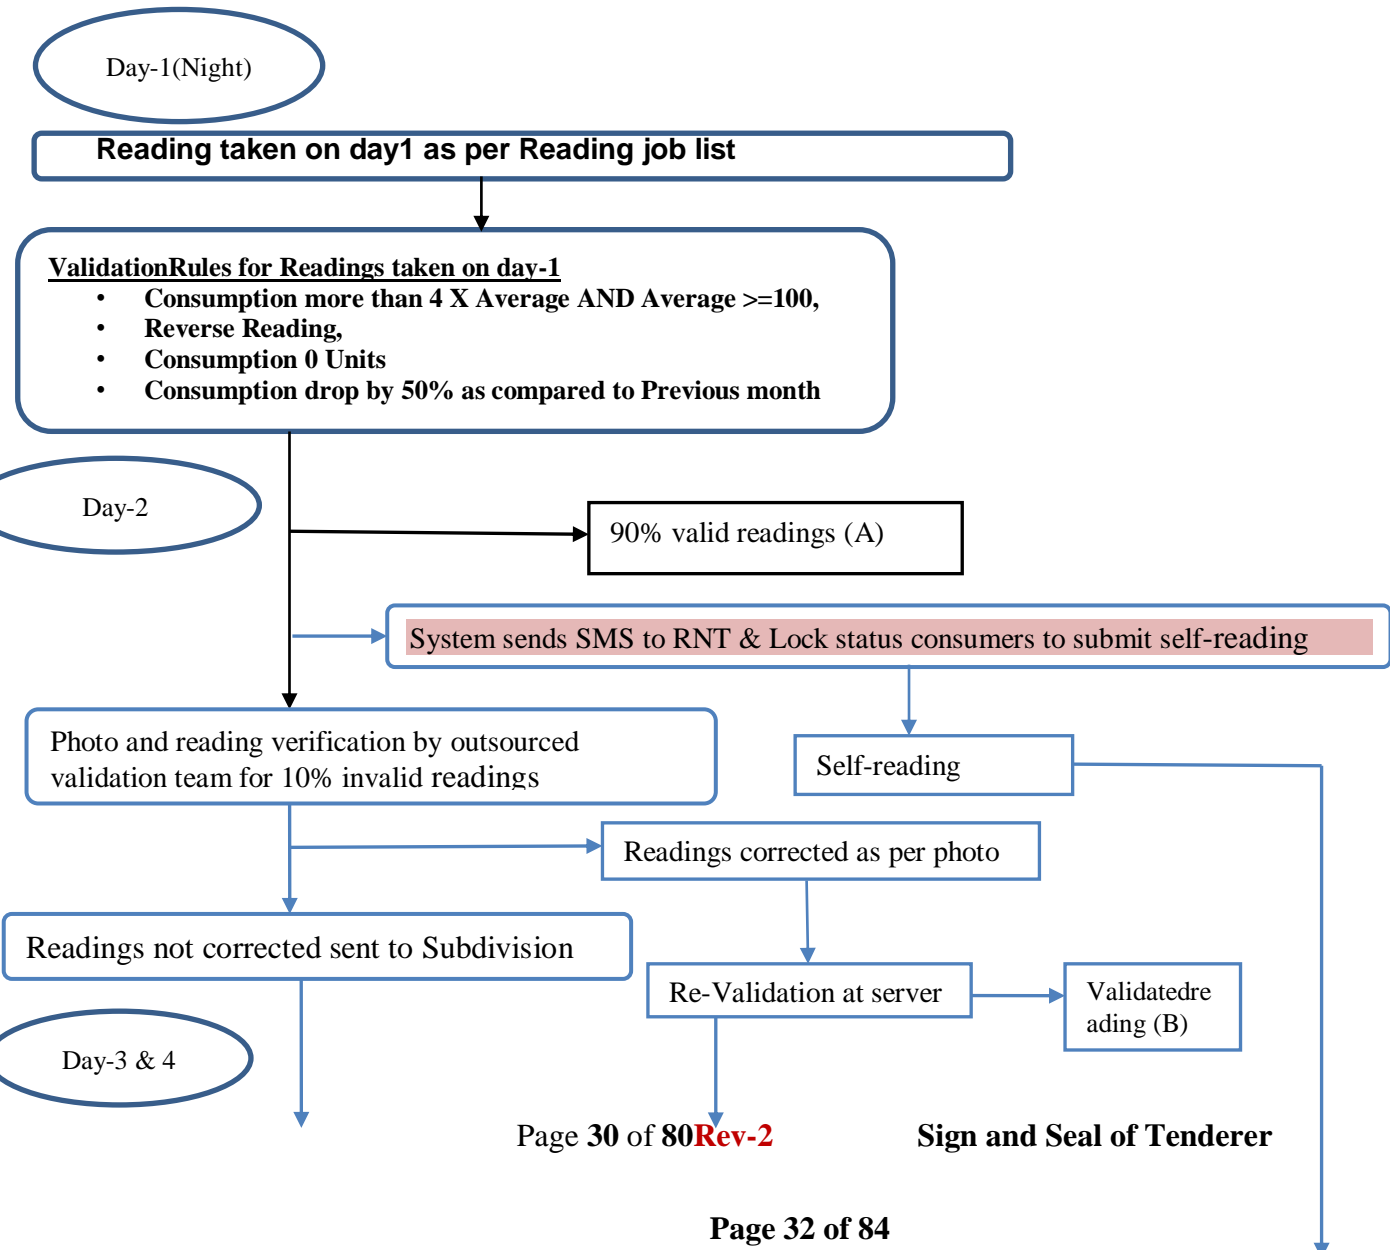 Day-1(Night)
Reading taken on day1 as per Reading job list
ValidationRules for Readings taken on day-1
• Consumption more than 4 X Average AND Average >=100,
• Reverse Reading,
• Consumption 0 Units
• Consumption drop by 50% as compared to Previous month
Day-2
90% valid readings (A)
System sends SMS to RNT & Lock status consumers to submit self-reading
Photo and reading verification by outsourced
validation team for 10% invalid readings
Self-reading
Readings corrected as per photo
Readings not corrected sent to Subdivision
Re-Validation at server
Validatedre
ading (B)
Day-3 & 4
Page 30 of 80Rev-2
Sign and Seal of Tenderer
Page 32 of 84